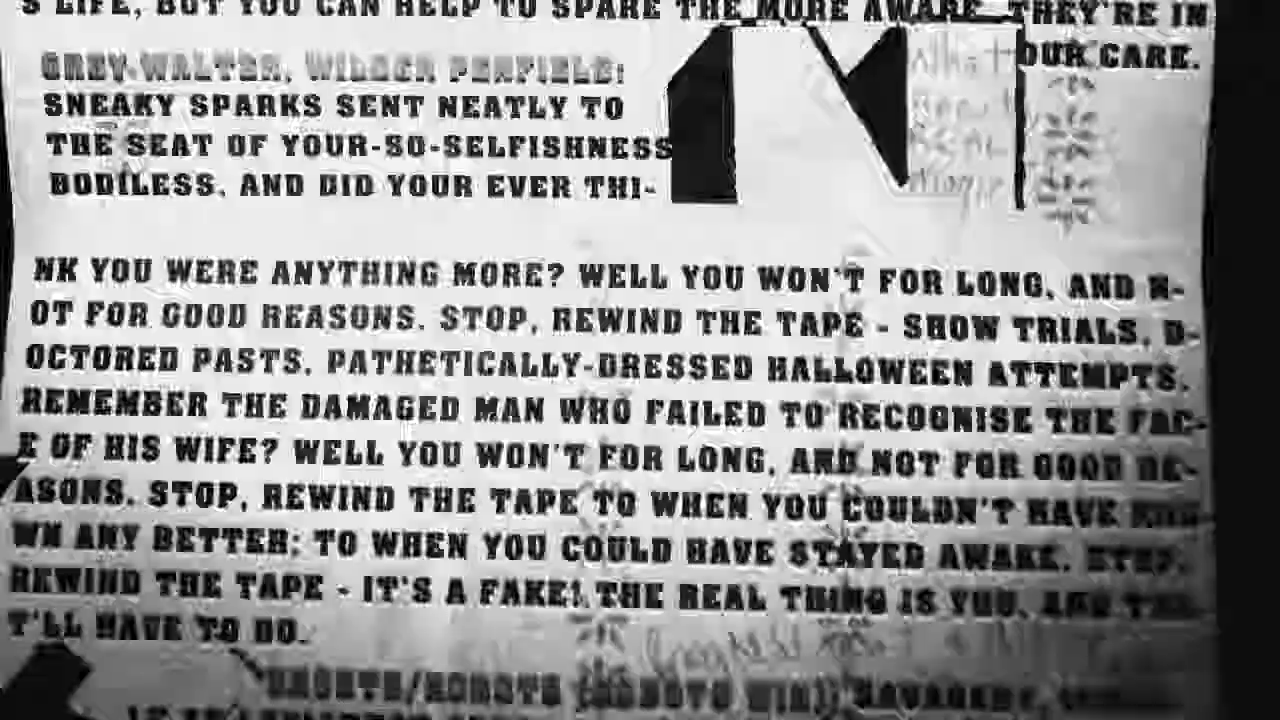 S LIFE, BUT YOU CAN HELP TO SPARE THE MORE AWARE. THEY'RE IN
OUR CARE.
GREY-WALTER, WILDER PENFIELD:
SNEAKY SPARKS SENT NEATLY TO
THE SEAT OF YOUR-SO-SELFISHNESS
BODILESS. AND DID YOUR EVER THI-
NK YOU WERE ANYTHING MORE? WELL YOU WON'T FOR LONG, AND N-
OT FOR GOOD REASONS. STOP, REWIND THE TAPE - SHOW TRIALS, D-
OCTORED PASTS, PATHETICALLY-DRESSED HALLOWEEN ATTEMPTS.
REMEMBER THE DAMAGED MAN WHO FAILED TO RECOGNISE THE FAC-
E OF HIS WIFE? WELL YOU WON'T FOR LONG, AND NOT FOR GOOD RE-
ASONS. STOP, REWIND THE TAPE TO WHEN YOU COULDN'T HAVE KNO-
WN ANY BETTER; TO WHEN YOU COULD HAVE STAYED AWAKE. STOP,
REWIND THE TAPE - IT'S A FAKE! THE REAL THING IS YOU, AND THA-
T'LL HAVE TO DO.
SAVAGERY,